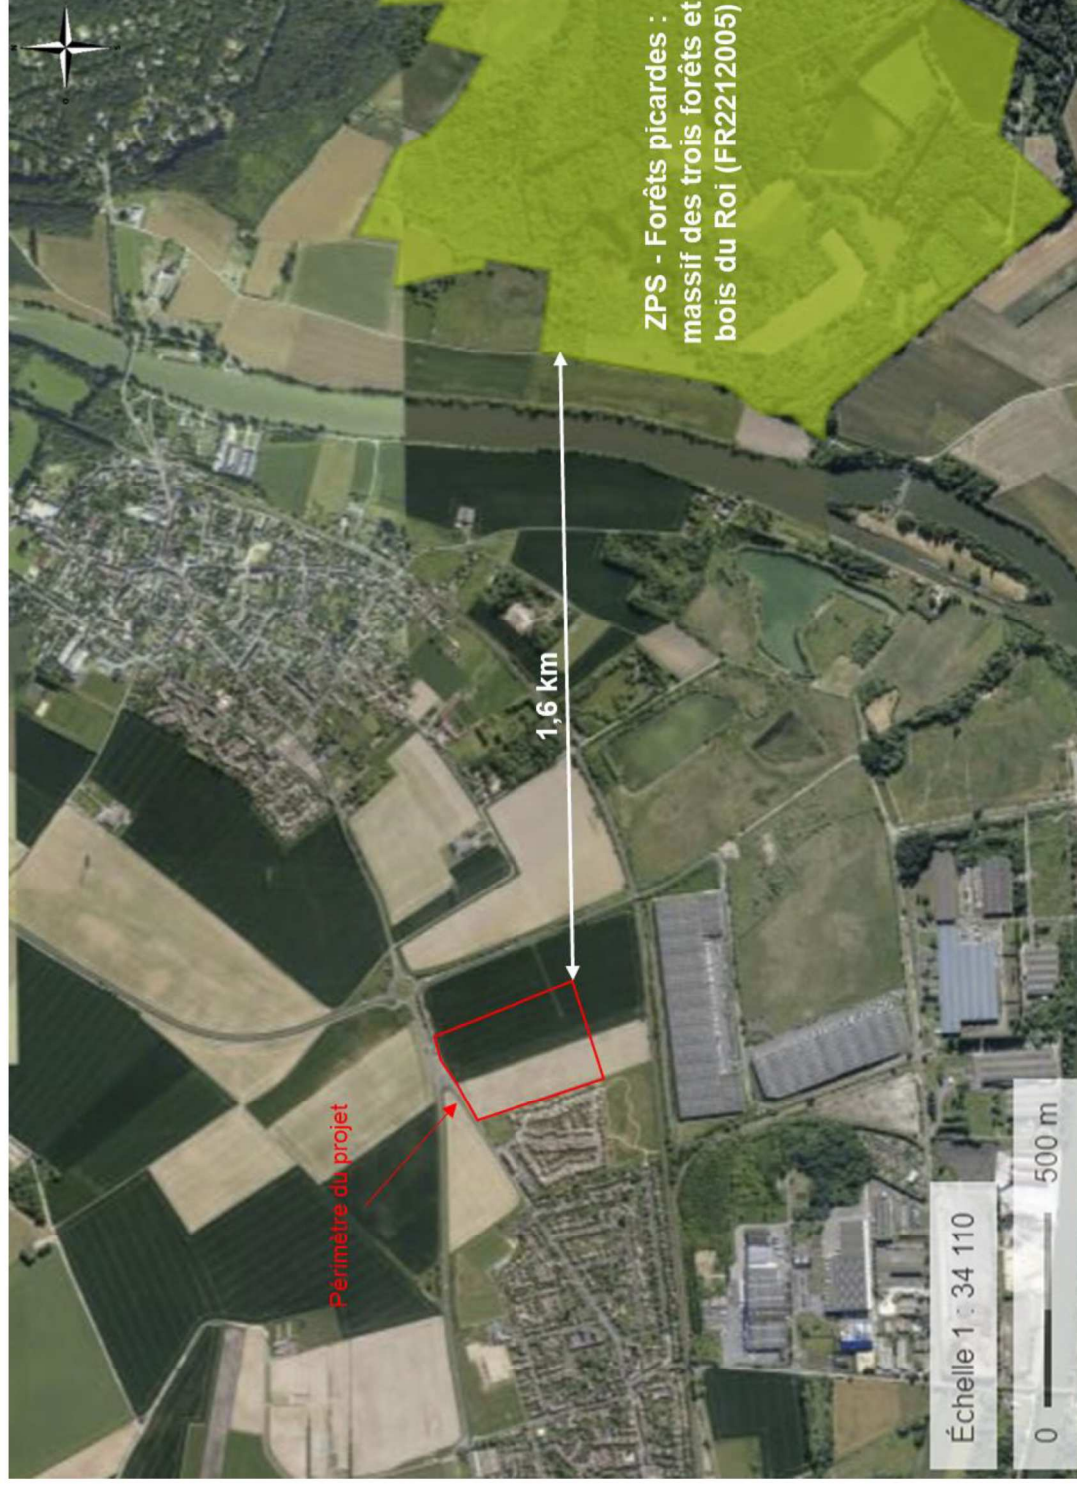 ZPS - Forêts picardes :
massif des trois forêts et
bois du Roi (FR2212005)
1,6 km
Périmètre du projet
Échelle 1 : 34 110
0 500 m